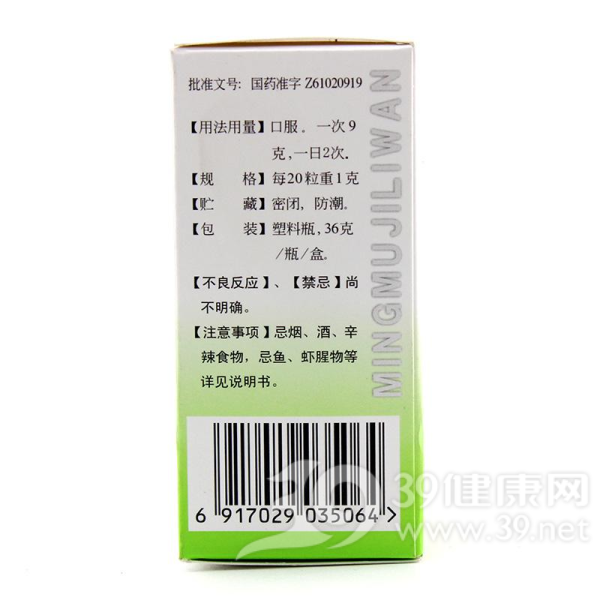 批准文号: 国药准字 Z61020919
【用法用量】口服。一次9
克,一日2次。
【规 格】每20粒重1克
【贮 藏】密闭, 防潮。
【包 装】塑料瓶, 36克
/瓶/盒。
【不良反应】、【禁忌】尚
不明确。
【注意事项】忌烟、酒、辛
辣食物, 忌鱼、虾腥物等
详见说明书。
MINGMUJILIWAN
6 917029 035064 >
39健康网
www.39.net